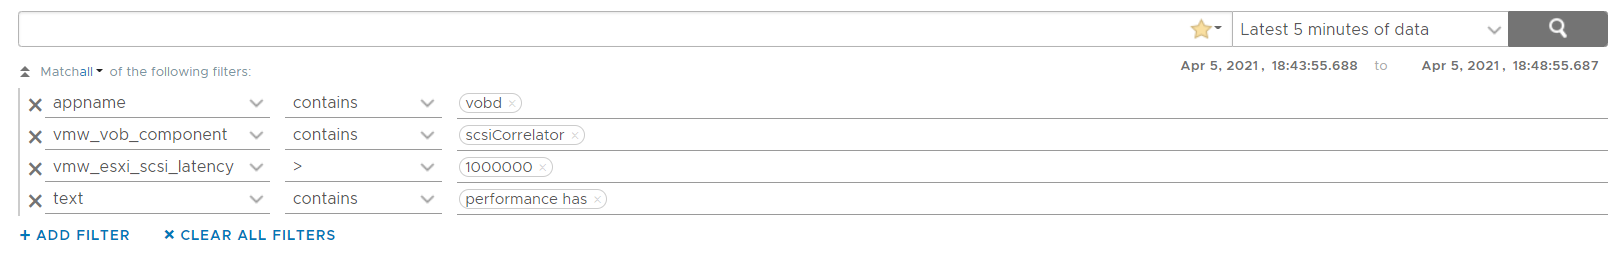 Latest 5 minutes of data
Matchall of the following filters:
Apr 5, 2021, 18:43:55.688 to Apr 5, 2021, 18:48:55.687
appname contains vobd ×
vmw_vob_component contains scsiCorrelator ×
vmw_esxi_scsi_latency > 1000000 ×
text contains performance has ×
+ ADD FILTER × CLEAR ALL FILTERS